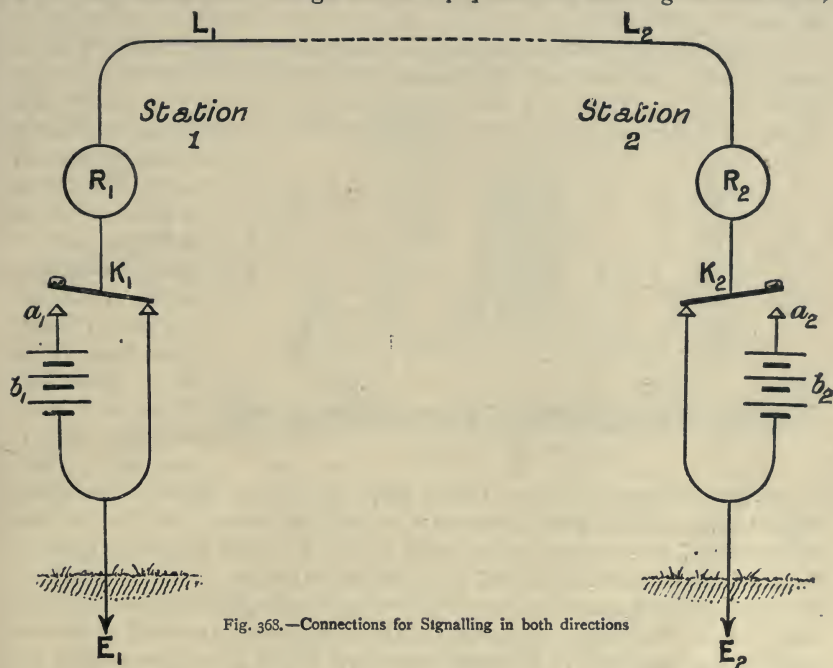 L₁ L₂
Station
1
Station
2
R₁ R₂
K₁ K₂
a₁ a₂
b₁ b₂
Fig. 368.—Connections for Signalling in both directions
E₁ E₂